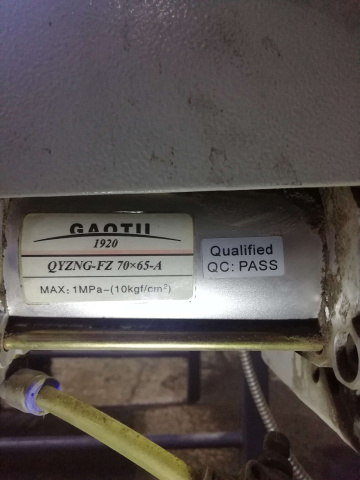 GAOTU
1920
QYZNG-FZ 70×65-A
MAX: 1MPa-(10kgf/cm²)
Qualified
QC: PASS